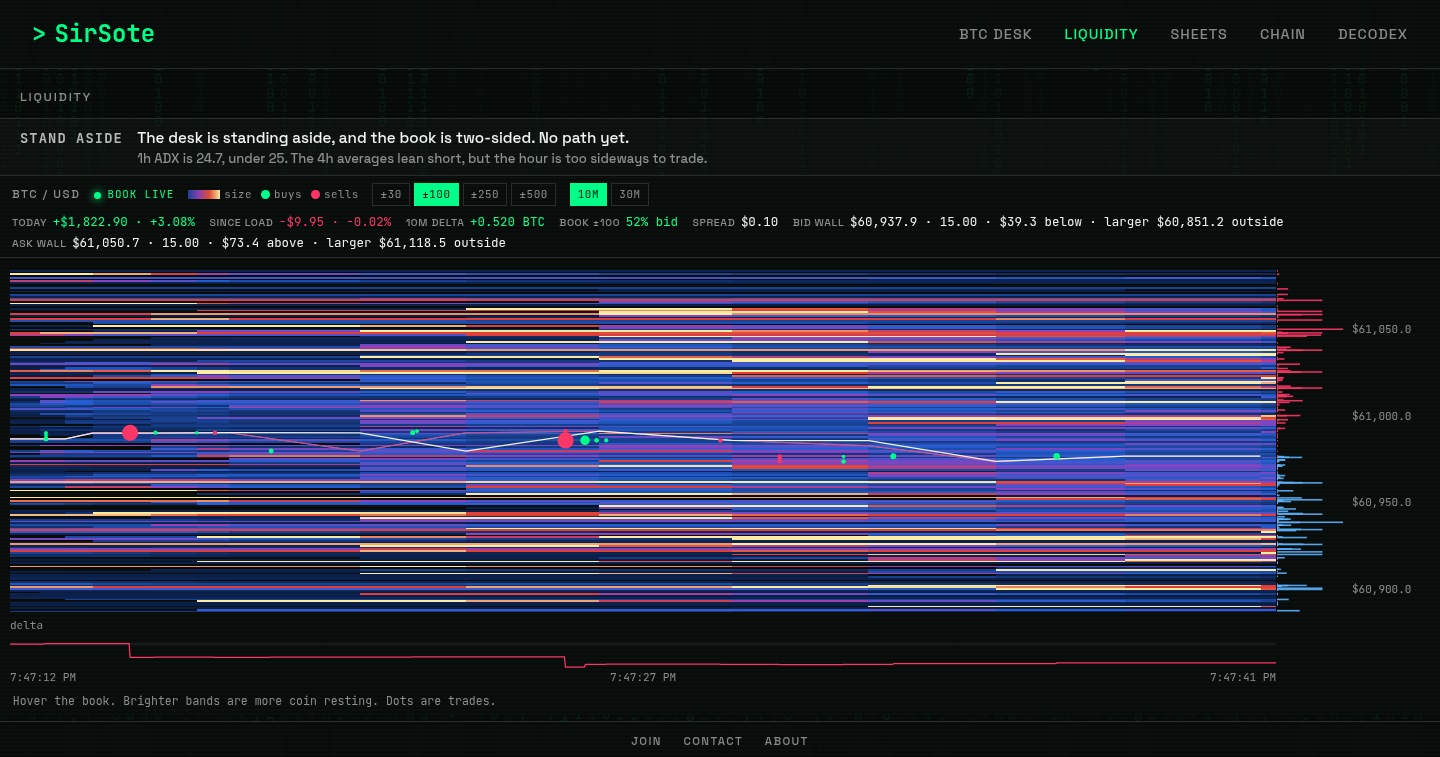 > SirSote
BTC DESK LIQUIDITY SHEETS CHAIN DECODEX
LIQUIDITY
STAND ASIDE The desk is standing aside, and the book is two-sided. No path yet.
1h ADX is 24.7, under 25. The 4h averages lean short, but the hour is too sideways to trade.
BTC / USD BOOK LIVE size buys sells ±30 ±100 ±250 ±500 10M 30M
TODAY +$1,822.90 · +3.08% SINCE LOAD -$9.95 · -0.02% 10M DELTA +0.520 BTC BOOK ±100 52% bid SPREAD $0.10 BID WALL $60,937.9 · 15.00 · $39.3 below · larger $60,851.2 outside
ASK WALL $61,050.7 · 15.00 · $73.4 above · larger $61,118.5 outside
$61,050.0
$61,000.0
$60,950.0
$60,900.0
delta
7:47:12 PM 7:47:27 PM 7:47:41 PM
Hover the book. Brighter bands are more coin resting. Dots are trades.
JOIN CONTACT ABOUT